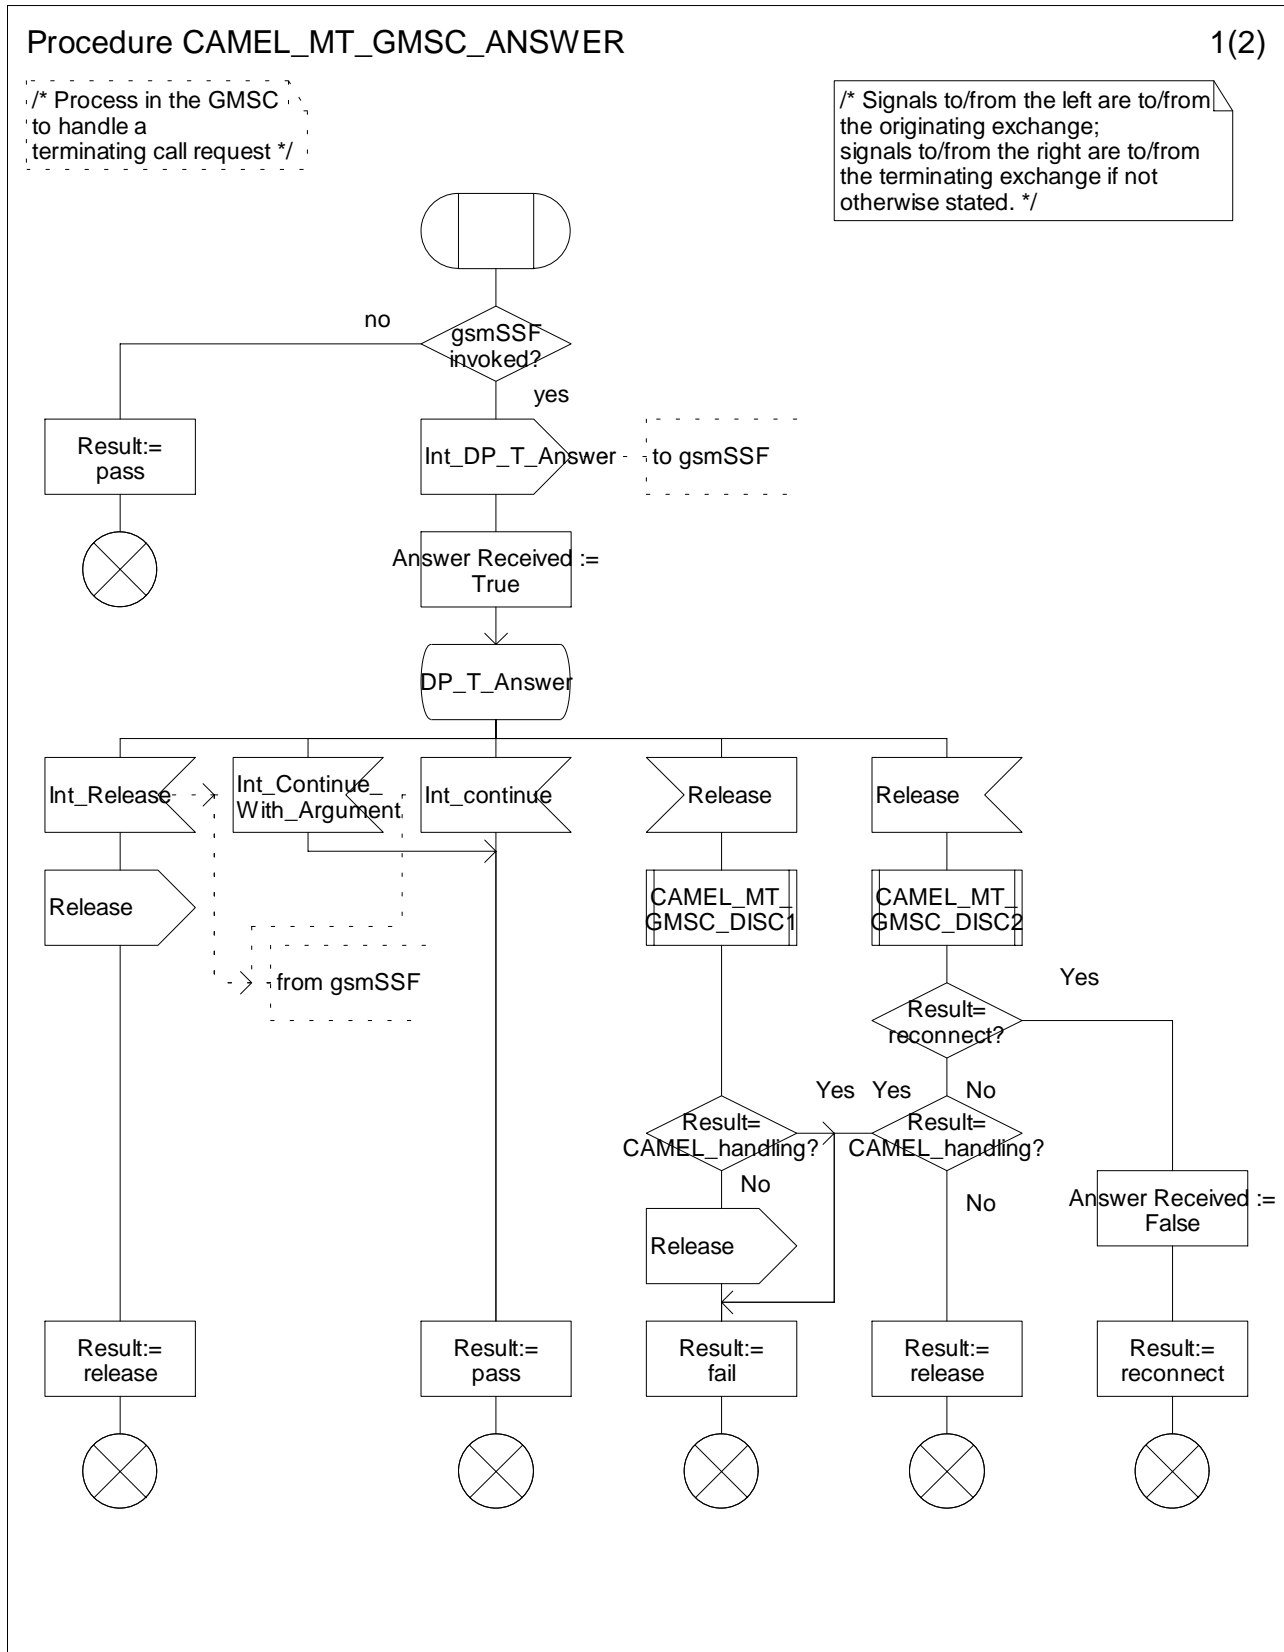 Procedure CAMEL_MT_GMSC_ANSWER
1(2)
/* Process in the GMSC
to handle a
terminating call request */
/* Signals to/from the left are to/from
the originating exchange;
signals to/from the right are to/from
the terminating exchange if not
otherwise stated. */
no
gsmSSF
invoked?
yes
Result:=
pass
Int_DP_T_Answer
to gsmSSF
Answer Received :=
True
DP_T_Answer
Int_Release
Int_Continue_
With_Argument
Int_continue
Release
Release
Release
CAMEL_MT_
GMSC_DISC1
CAMEL_MT_
GMSC_DISC2
from gsmSSF
Yes
Result=
reconnect?
Yes
Yes
No
Result=
CAMEL_handling?
Result=
CAMEL_handling?
No
No
Answer Received :=
False
Release
Result:=
release
Result:=
pass
Result:=
fail
Result:=
release
Result:=
reconnect